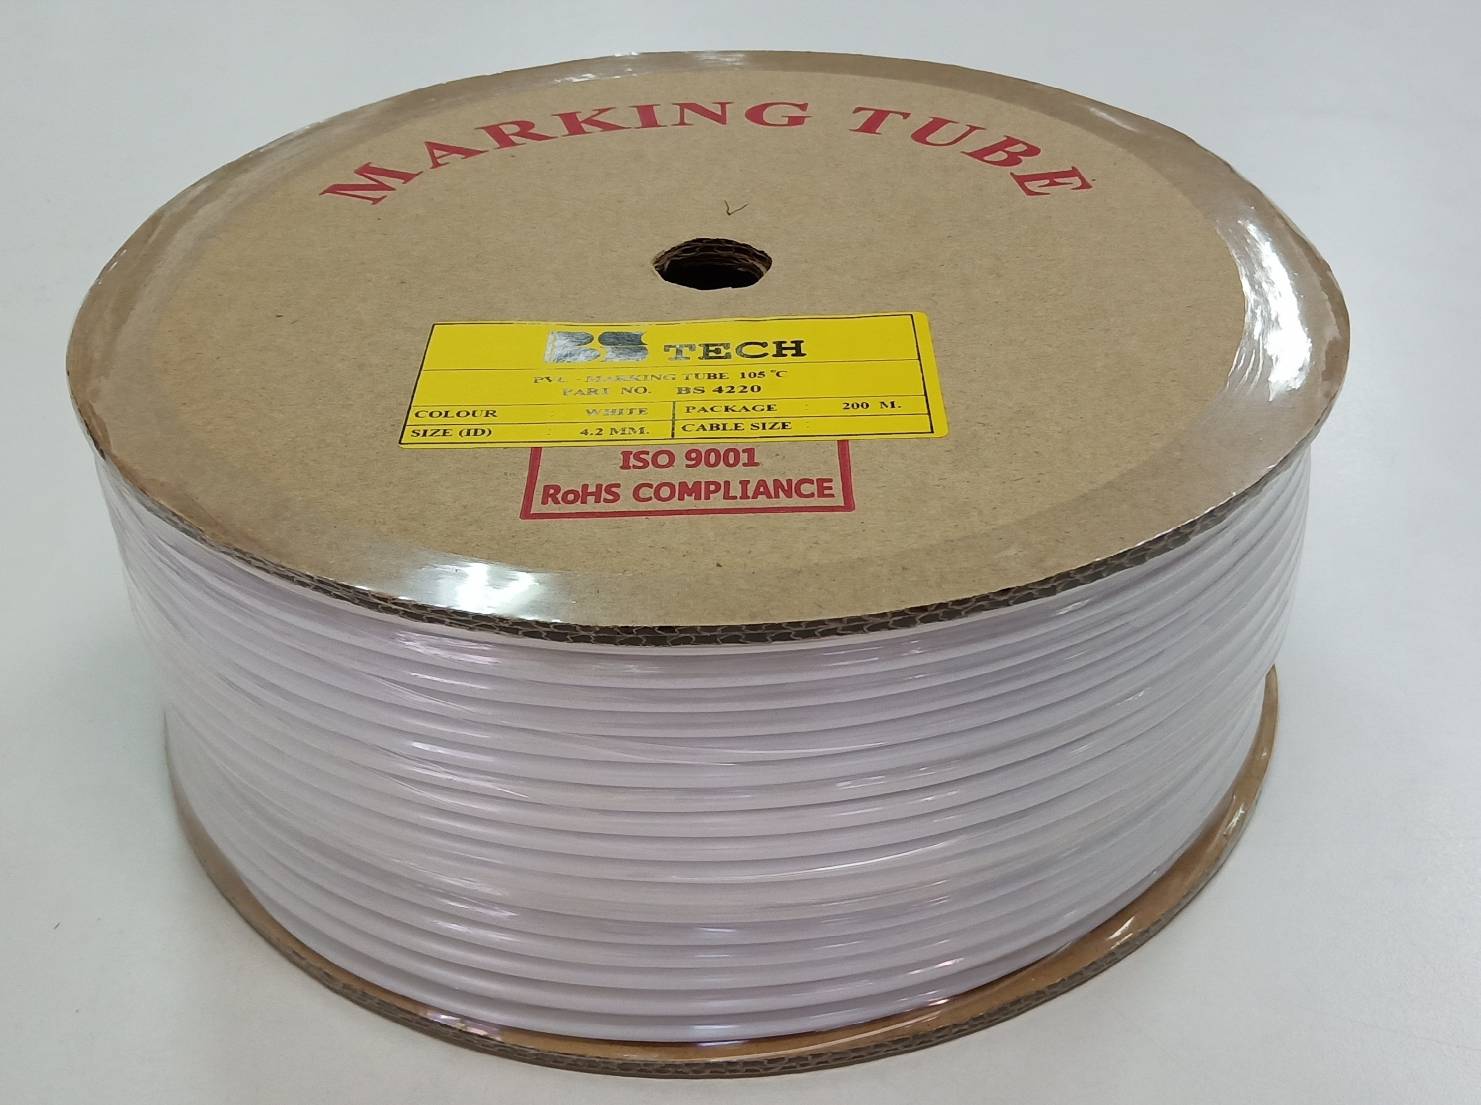 MARKING TUBE
BS TECH
PVC - MARKING TUBE 105 °C
PART NO. BS 4220
COLOUR : WHITE PACKAGE : 200 M.
SIZE (ID) : 4.2 MM. CABLE SIZE :
ISO 9001
RoHS COMPLIANCE